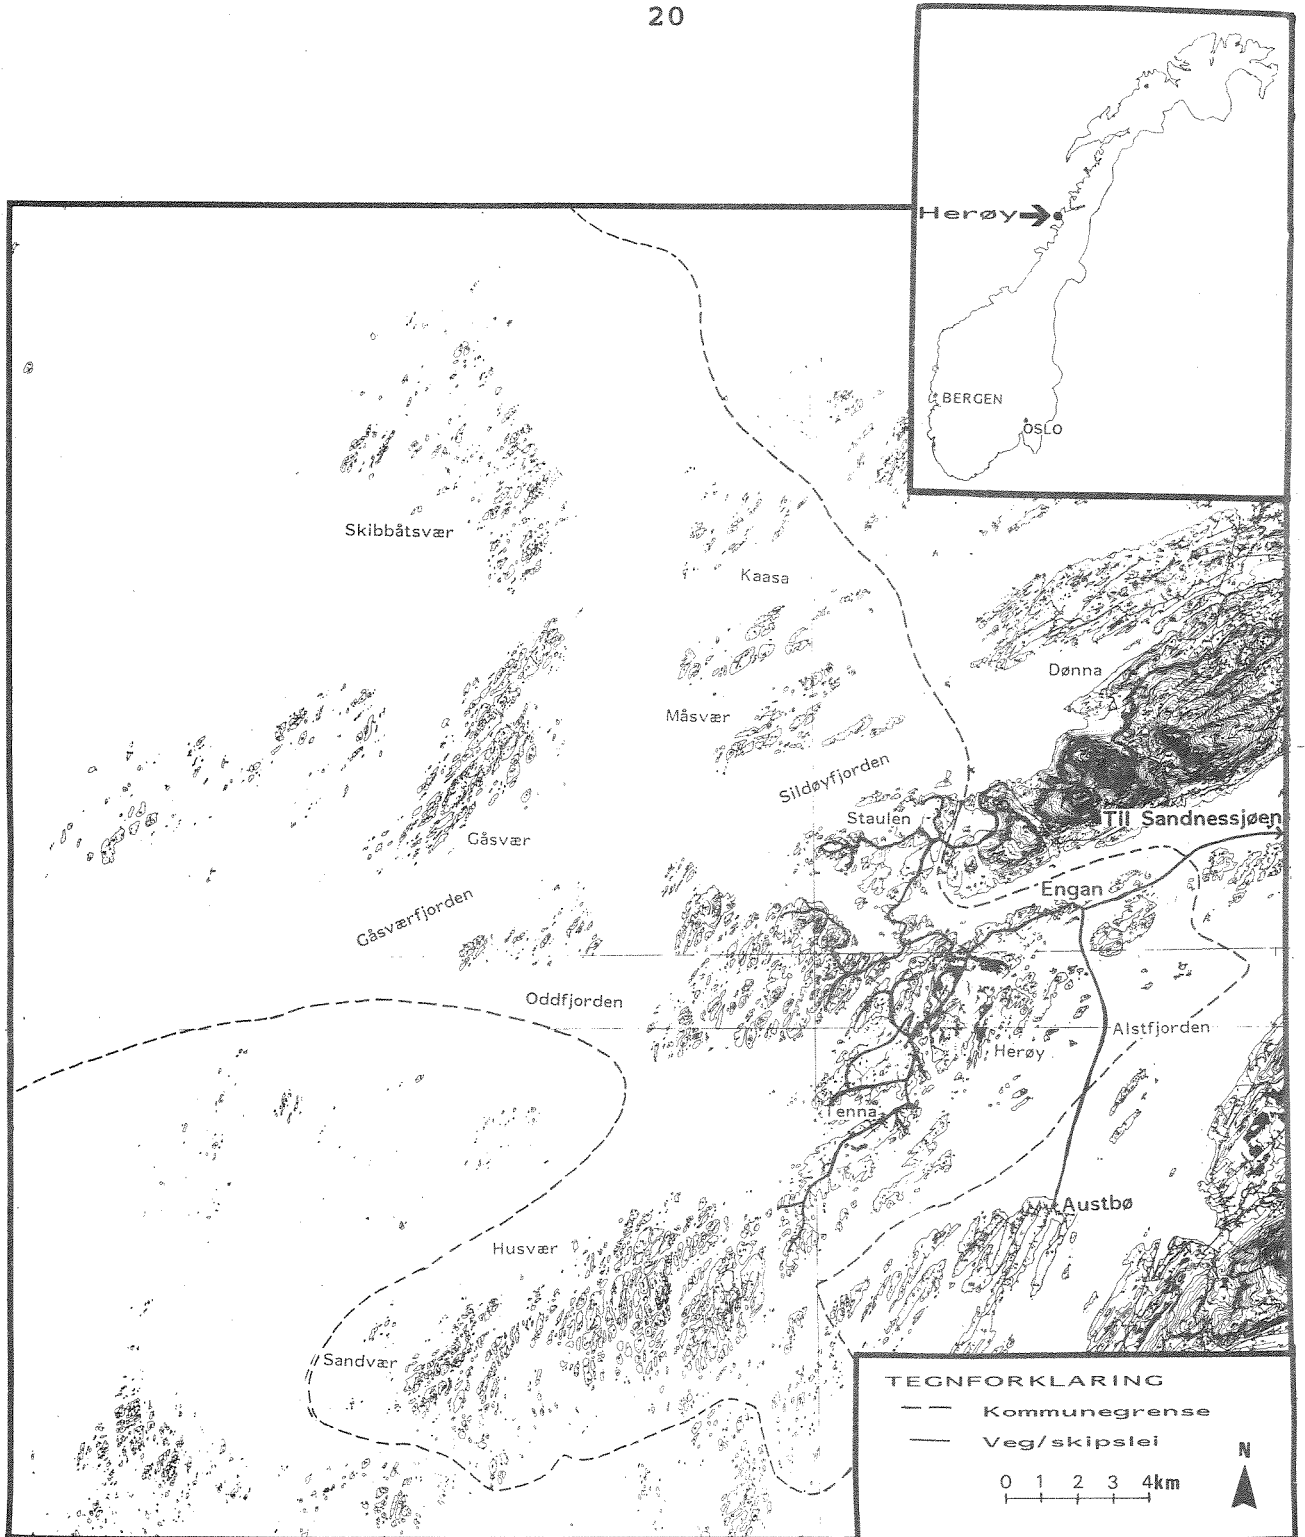 20
Herøy
BERGEN
OSLO
Skibbåtsvær
Kaasa
Dønna
Måsvær
Sildøyfjorden
Staulen
Til Sandnessjøen
Gåsvær
Engan
Gåsværfjorden
Oddfjorden
Alstfjorden
Herøy
Tenna
Austbø
Husvær
Sandvær
TEGNFORKLARING
Kommunegrense
Veg/skipslei
N
0 1 2 3 4km